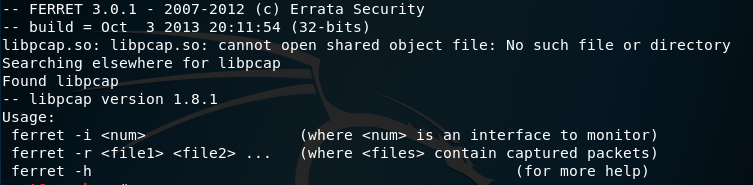 -- FERRET 3.0.1 - 2007-2012 (c) Errata Security
-- build = Oct  3 2013 20:11:54 (32-bits)
libpcap.so: libpcap.so: cannot open shared object file: No such file or directory
Searching elsewhere for libpcap
Found libpcap
-- libpcap version 1.8.1
Usage:
 ferret -i <num>                 (where <num> is an interface to monitor)
 ferret -r <file1> <file2> ...   (where <files> contain captured packets)
 ferret -h                                               (for more help)